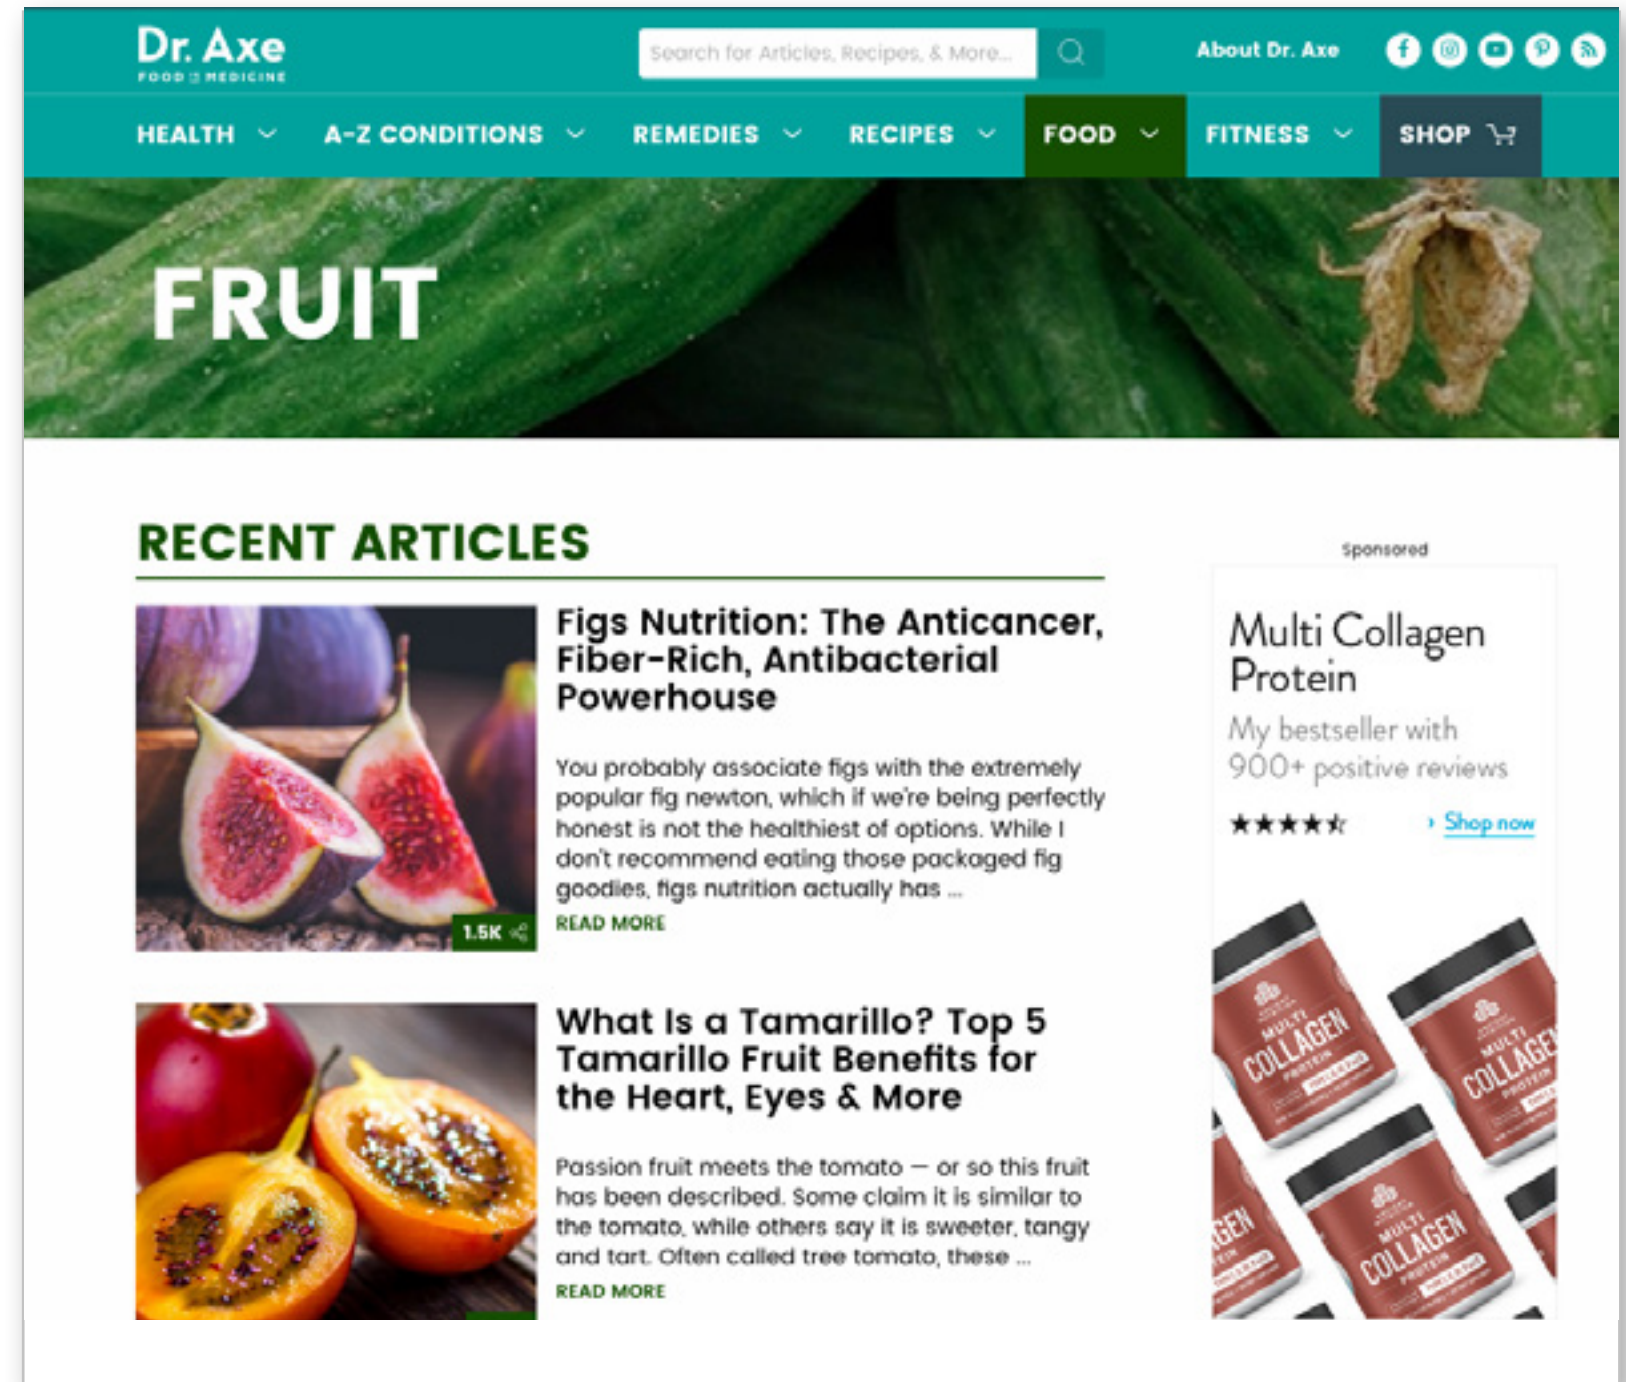 Dr. Axe
FOOD IS MEDICINE
Search for Articles, Recipes, & More...
About Dr. Axe
HEALTH
A-Z CONDITIONS
REMEDIES
RECIPES
FOOD
FITNESS
SHOP
FRUIT
RECENT ARTICLES
Figs Nutrition: The Anticancer,
Fiber-Rich, Antibacterial
Powerhouse
You probably associate figs with the extremely
popular fig newton, which if we're being perfectly
honest is not the healthiest of options. While I
don't recommend eating those packaged fig
goodies, figs nutrition actually has ...
READ MORE
1.5K
What Is a Tamarillo? Top 5
Tamarillo Fruit Benefits for
the Heart, Eyes & More
Passion fruit meets the tomato — or so this fruit
has been described. Some claim it is similar to
the tomato, while others say it is sweeter, tangy
and tart. Often called tree tomato, these ...
READ MORE
Sponsored
Multi Collagen
Protein
My bestseller with
900+ positive reviews
Shop now
MULTI
COLLAGEN
PROTEIN
MULTI
COLLAGE
PROTEIN
MULTI
COLLAGEN
PROTEIN
GEN